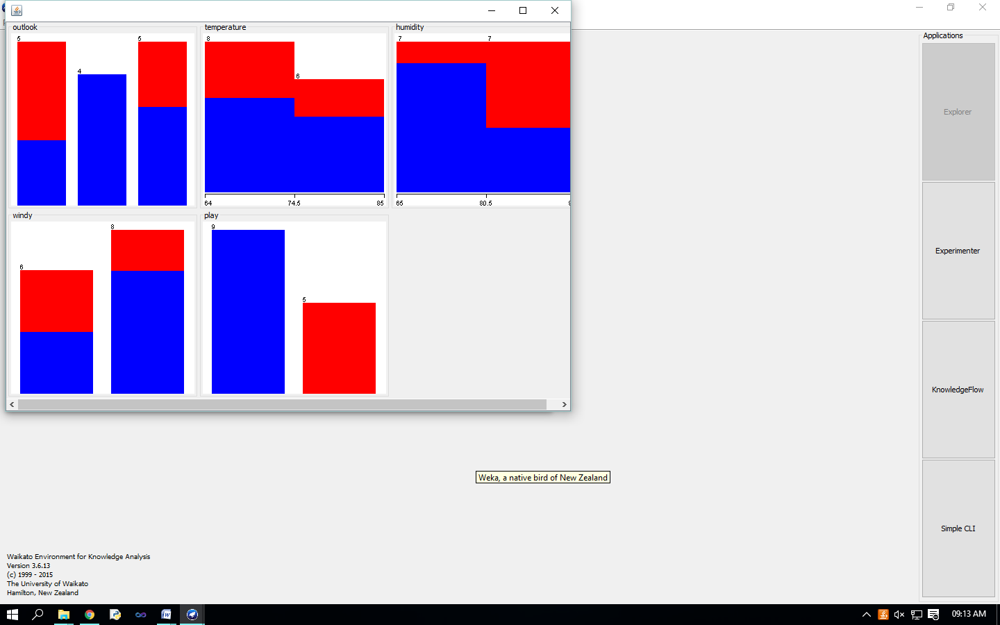 outlook
5
4
5
temperature
8
6
64
74.5
85
humidity
7
7
65
80.5
windy
6
8
play
9
5
Applications
Explorer
Experimenter
KnowledgeFlow
Simple CLI
Weka, a native bird of New Zealand
Waikato Environment for Knowledge Analysis
Version 3.6.13
(c) 1999 - 2015
The University of Waikato
Hamilton, New Zealand
09:13 AM